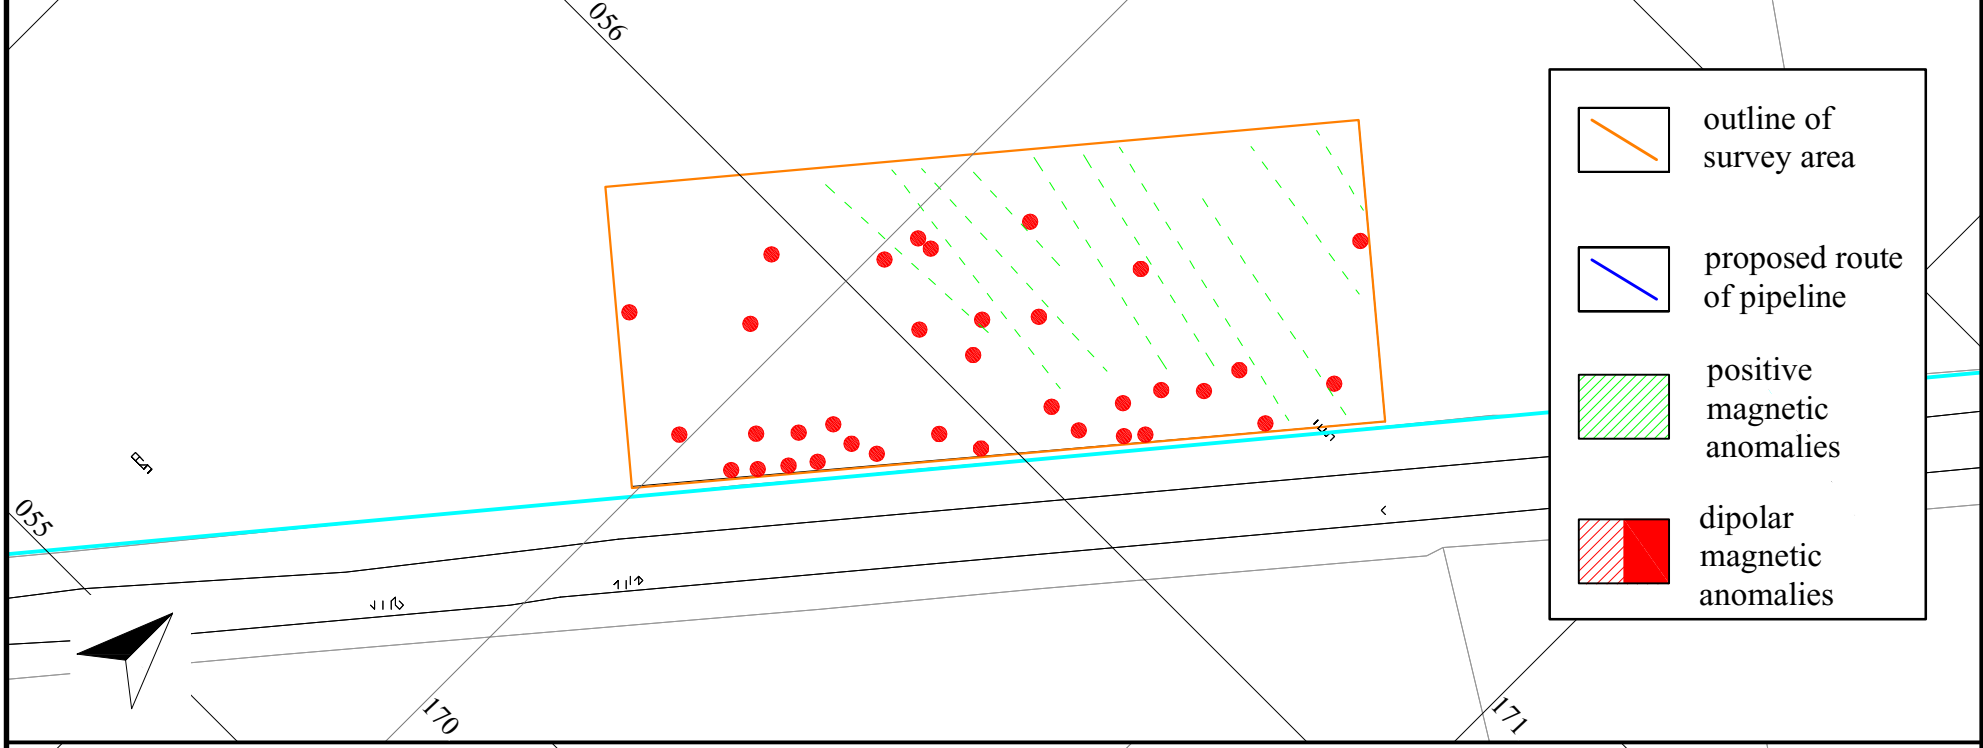 056
outline of
survey area
proposed route
of pipeline
positive
magnetic
anomalies
055
dipolar
magnetic
anomalies
170
171